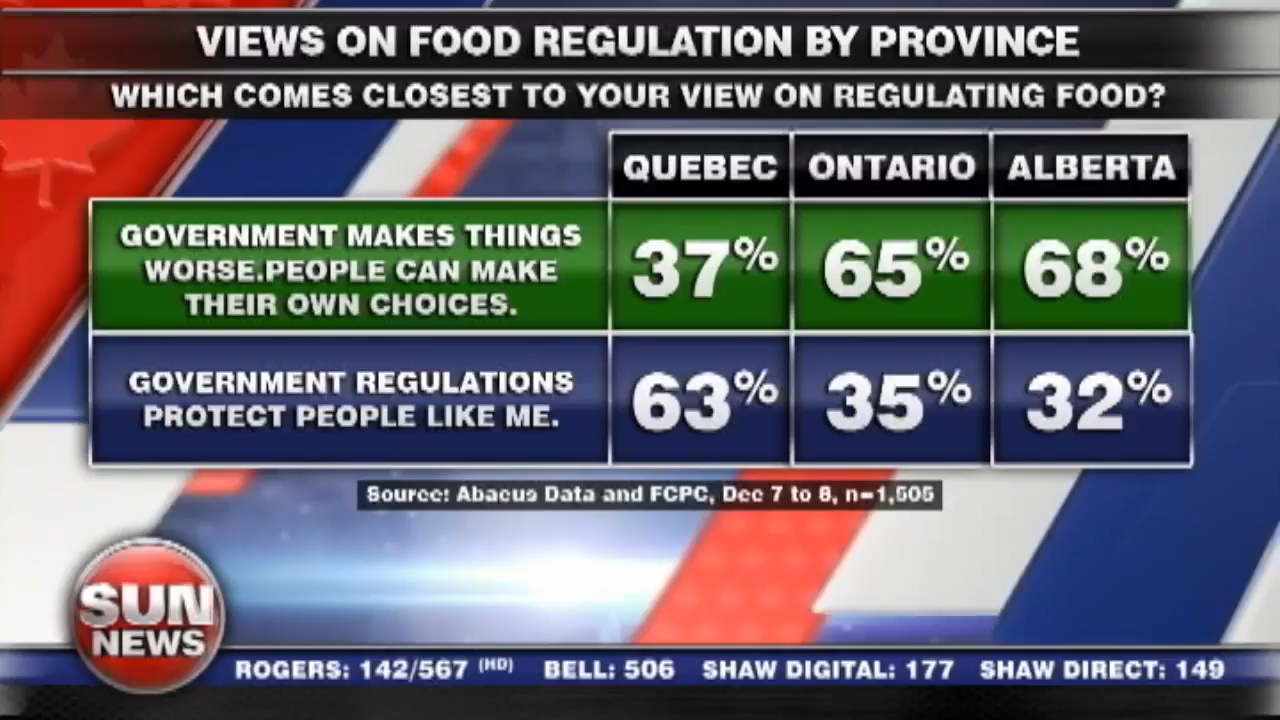 VIEWS ON FOOD REGULATION BY PROVINCE
WHICH COMES CLOSEST TO YOUR VIEW ON REGULATING FOOD?
QUEBEC ONTARIO ALBERTA
GOVERNMENT MAKES THINGS
WORSE.PEOPLE CAN MAKE
THEIR OWN CHOICES.
37% 65% 68%
GOVERNMENT REGULATIONS
PROTECT PEOPLE LIKE ME.
63% 35% 32%
Source: Abacus Data and FCPC, Dec 7 to 8, n=1,505
SUN
NEWS
ROGERS: 142/567 (HD) BELL: 506 SHAW DIGITAL: 177 SHAW DIRECT: 149